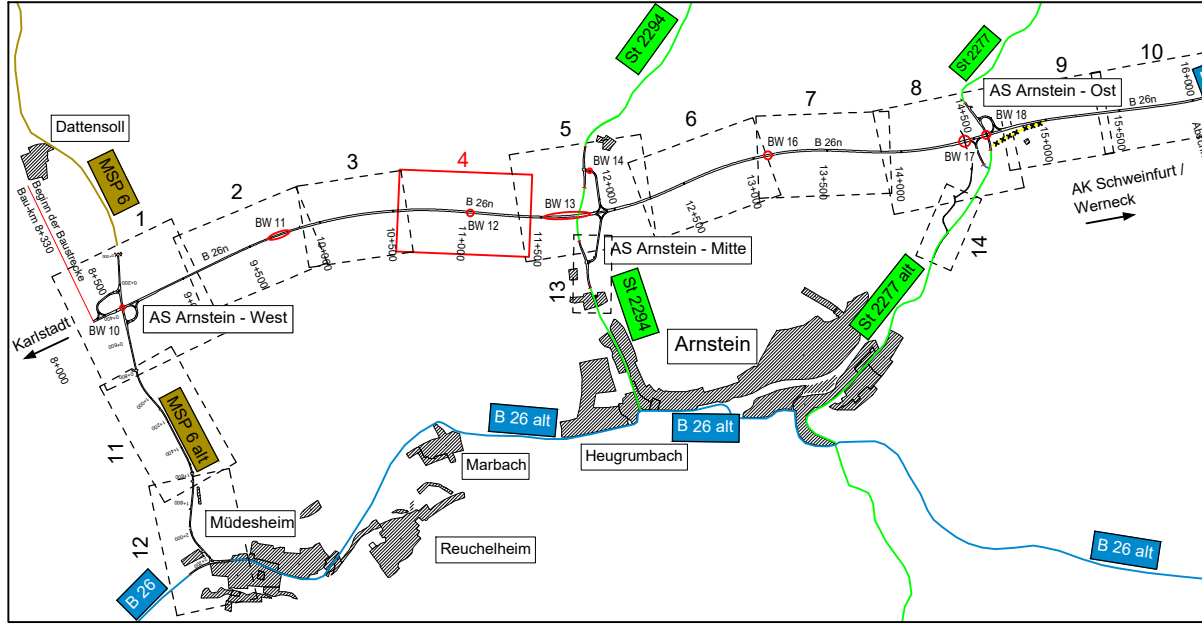 St 2294
St 2277
10
9
8
7
6
5
4
3
2
1
Dattensoll
MSP 6
AS Arnstein - Ost
BW 18
BW 17
B 26n
16+000
15+500
15+000
14+500
14+000
B 26n
BW 16
13+500
13+000
12+500
BW 14
12+000
BW 13
11+500
B 26n
BW 12
11+000
10+500
BW 11
B 26n
9+500
8+500
Beginn der Baustrecke
Bau-km 8+330
AK Schweinfurt /
Werneck
AS Arnstein - Mitte
AS Arnstein - West
BW 10
Karlstadt
8+000
13
14
St 2294
St 2277 alt
Arnstein
MSP 6 alt
11
B 26 alt
B 26 alt
Heugrumbach
Marbach
Müdesheim
Reuchelheim
12
B 26
B 26 alt